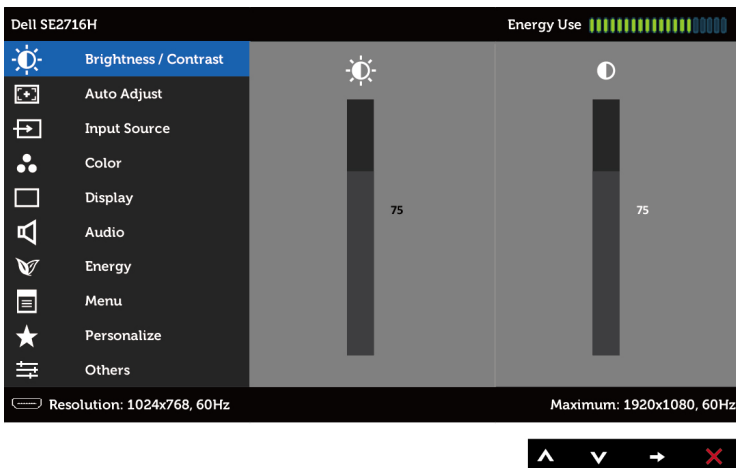 Dell SE2716H
Energy Use
Brightness / Contrast
Auto Adjust
Input Source
Color
Display
Audio
Energy
Menu
Personalize
Others
75
75
Resolution: 1024x768, 60Hz
Maximum: 1920x1080, 60Hz